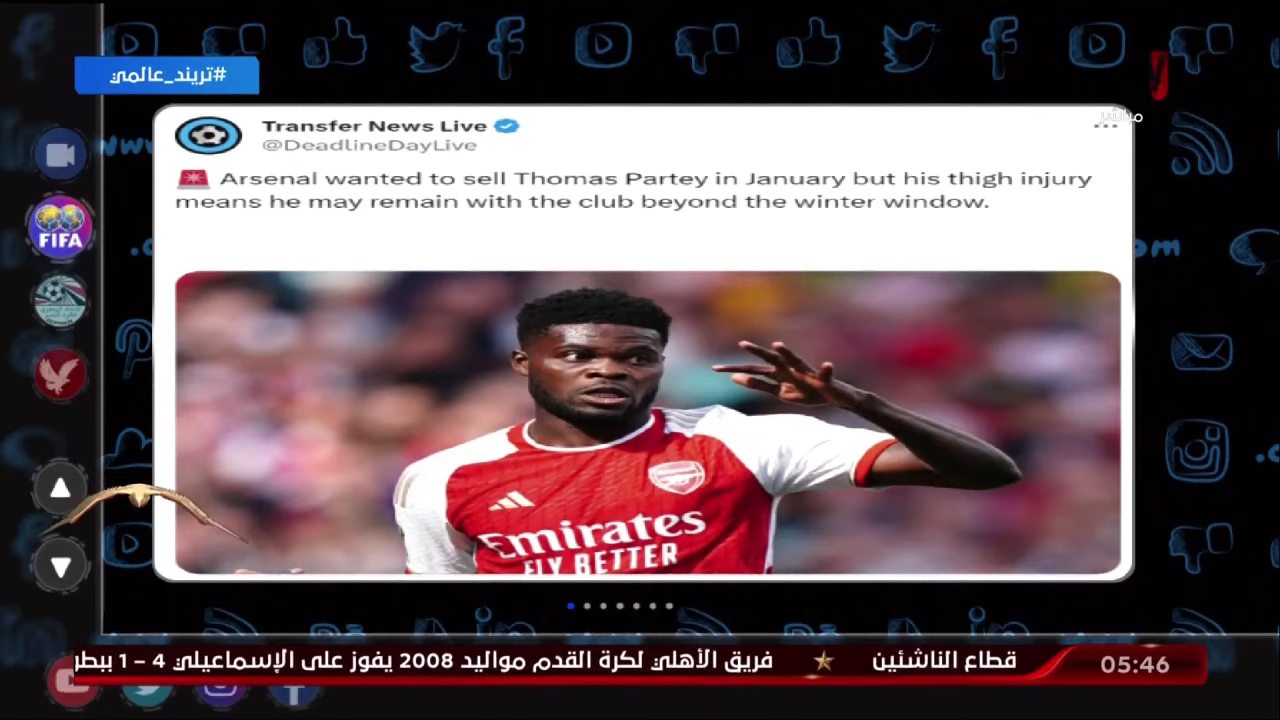 #تريند_عالمي
مباشر
Transfer News Live
@DeadlineDayLive
Arsenal wanted to sell Thomas Partey in January but his thigh injury
means he may remain with the club beyond the winter window.
FIFA
Emirates
FLY BETTER
قطاع الناشئين
فريق الأهلي لكرة القدم مواليد 2008 يفوز على الإسماعيلي 4 – 1
05:46